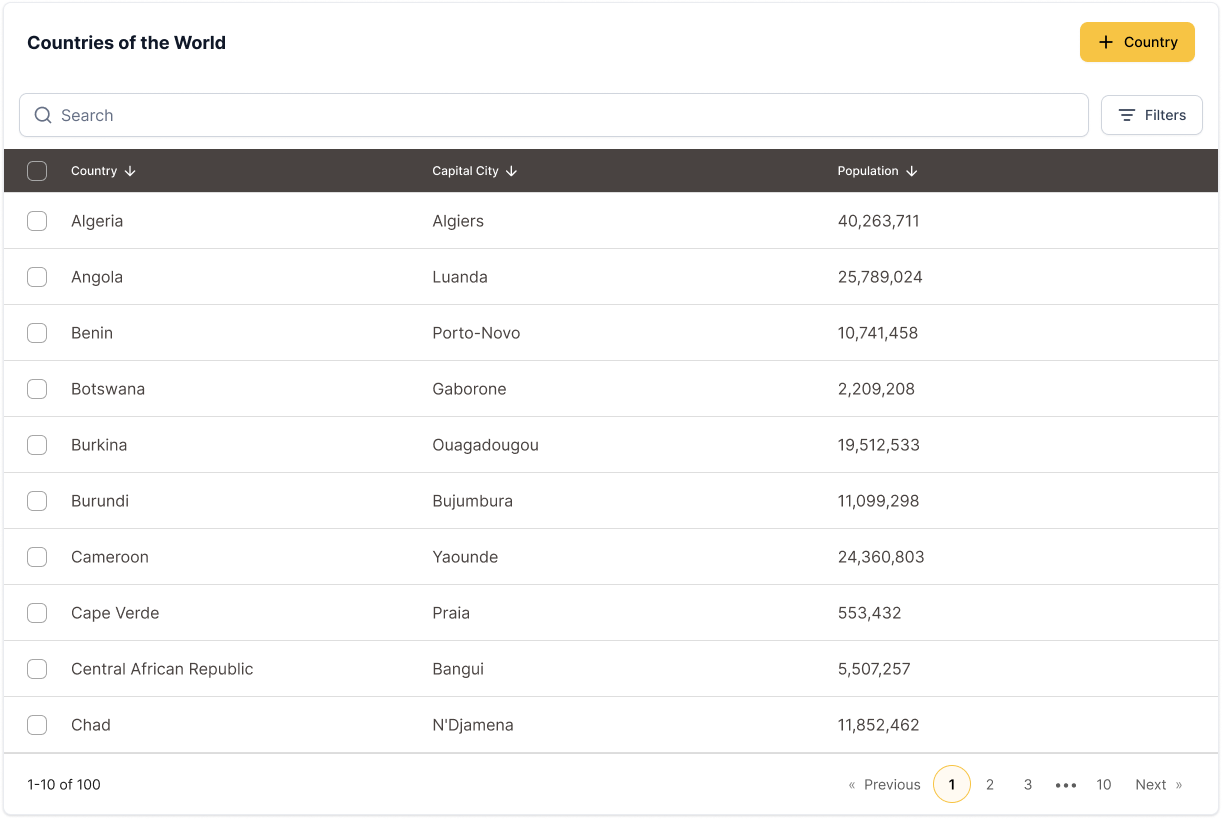 Countries of the World
+ Country
Search
Filters
Country ↓ Capital City ↓ Population ↓
Algeria Algiers 40,263,711
Angola Luanda 25,789,024
Benin Porto-Novo 10,741,458
Botswana Gaborone 2,209,208
Burkina Ouagadougou 19,512,533
Burundi Bujumbura 11,099,298
Cameroon Yaounde 24,360,803
Cape Verde Praia 553,432
Central African Republic Bangui 5,507,257
Chad N'Djamena 11,852,462
1-10 of 100 « Previous 1 2 3 ••• 10 Next »